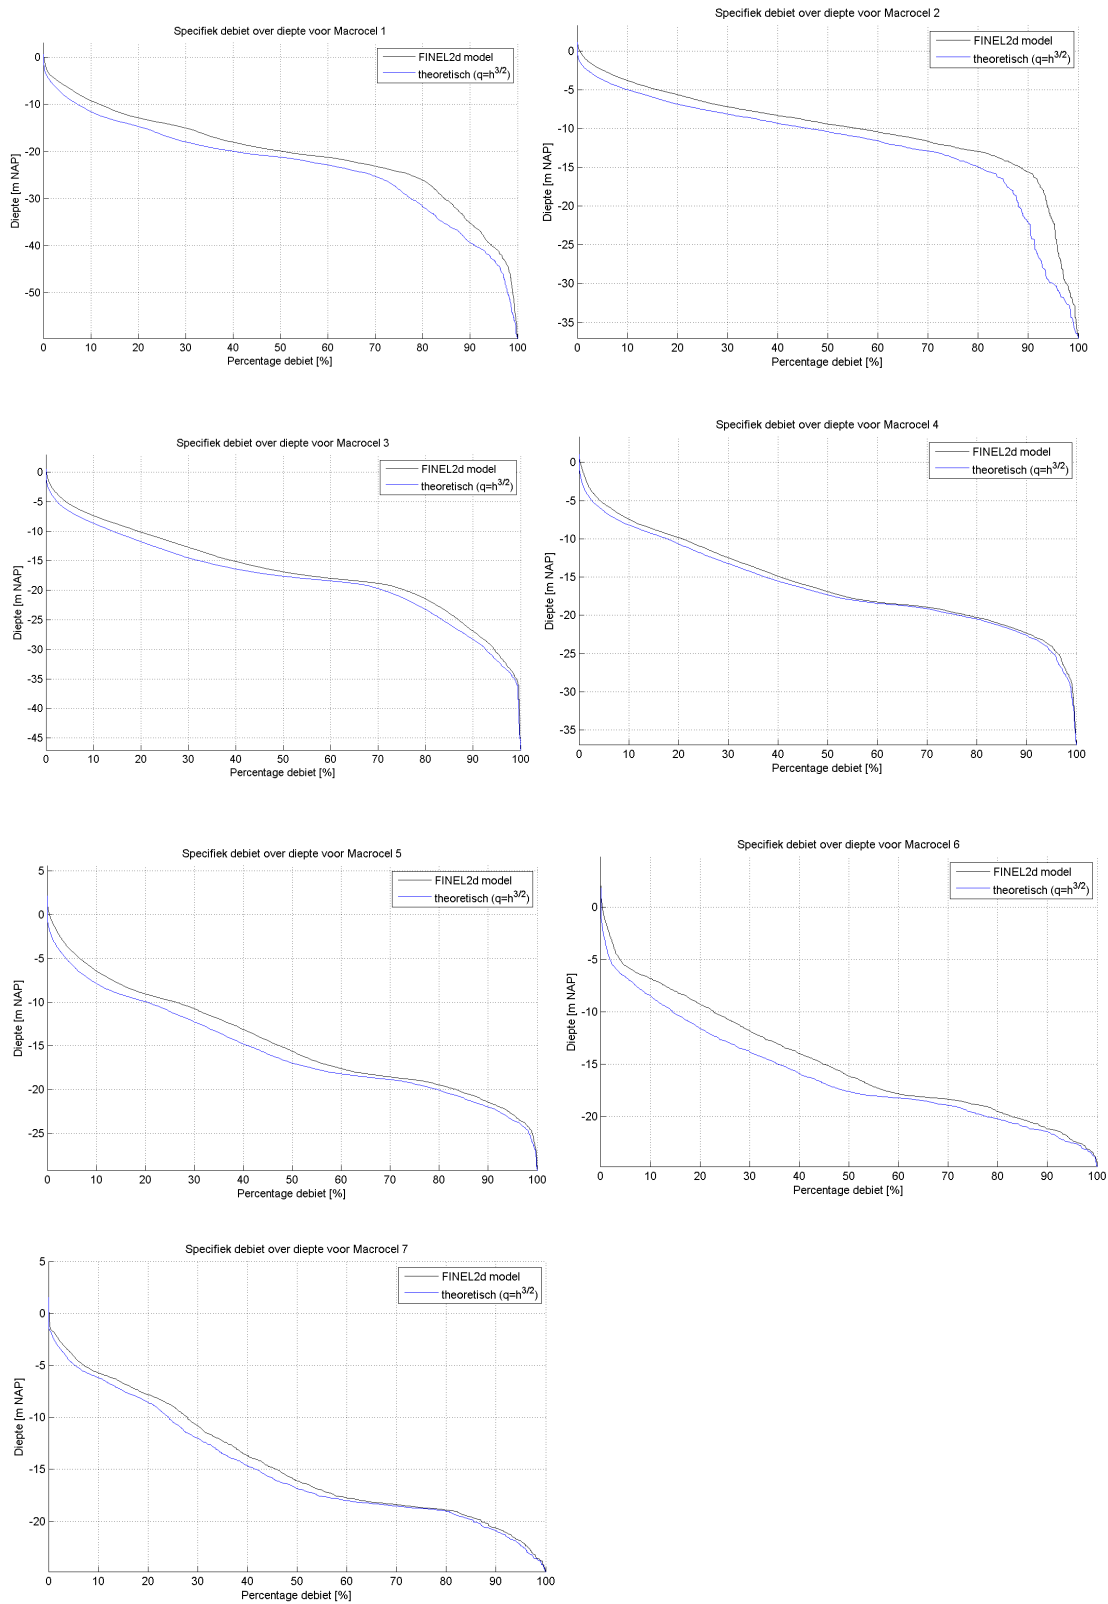 Specifiek debiet over diepte voor Macrocel 1
FINEL2d model
theoretisch (q=h^3/2)
0
-10
-20
-30
-40
-50
Diepte [m NAP]
0 10 20 30 40 50 60 70 80 90 100
Percentage debiet [%]
Specifiek debiet over diepte voor Macrocel 2
FINEL2d model
theoretisch (q=h^3/2)
0
-5
-10
-15
-20
-25
-30
-35
Diepte [m NAP]
0 10 20 30 40 50 60 70 80 90 100
Percentage debiet [%]
Specifiek debiet over diepte voor Macrocel 3
FINEL2d model
theoretisch (q=h^3/2)
0
-5
-10
-15
-20
-25
-30
-35
-40
-45
Diepte [m NAP]
0 10 20 30 40 50 60 70 80 90 100
Percentage debiet [%]
Specifiek debiet over diepte voor Macrocel 4
FINEL2d model
theoretisch (q=h^3/2)
0
-5
-10
-15
-20
-25
-30
-35
Diepte [m NAP]
0 10 20 30 40 50 60 70 80 90 100
Percentage debiet [%]
Specifiek debiet over diepte voor Macrocel 5
FINEL2d model
theoretisch (q=h^3/2)
5
0
-5
-10
-15
-20
-25
Diepte [m NAP]
0 10 20 30 40 50 60 70 80 90 100
Percentage debiet [%]
Specifiek debiet over diepte voor Macrocel 6
FINEL2d model
theoretisch (q=h^3/2)
0
-5
-10
-15
-20
Diepte [m NAP]
0 10 20 30 40 50 60 70 80 90 100
Percentage debiet [%]
Specifiek debiet over diepte voor Macrocel 7
FINEL2d model
theoretisch (q=h^3/2)
5
0
-5
-10
-15
-20
Diepte [m NAP]
0 10 20 30 40 50 60 70 80 90 100
Percentage debiet [%]